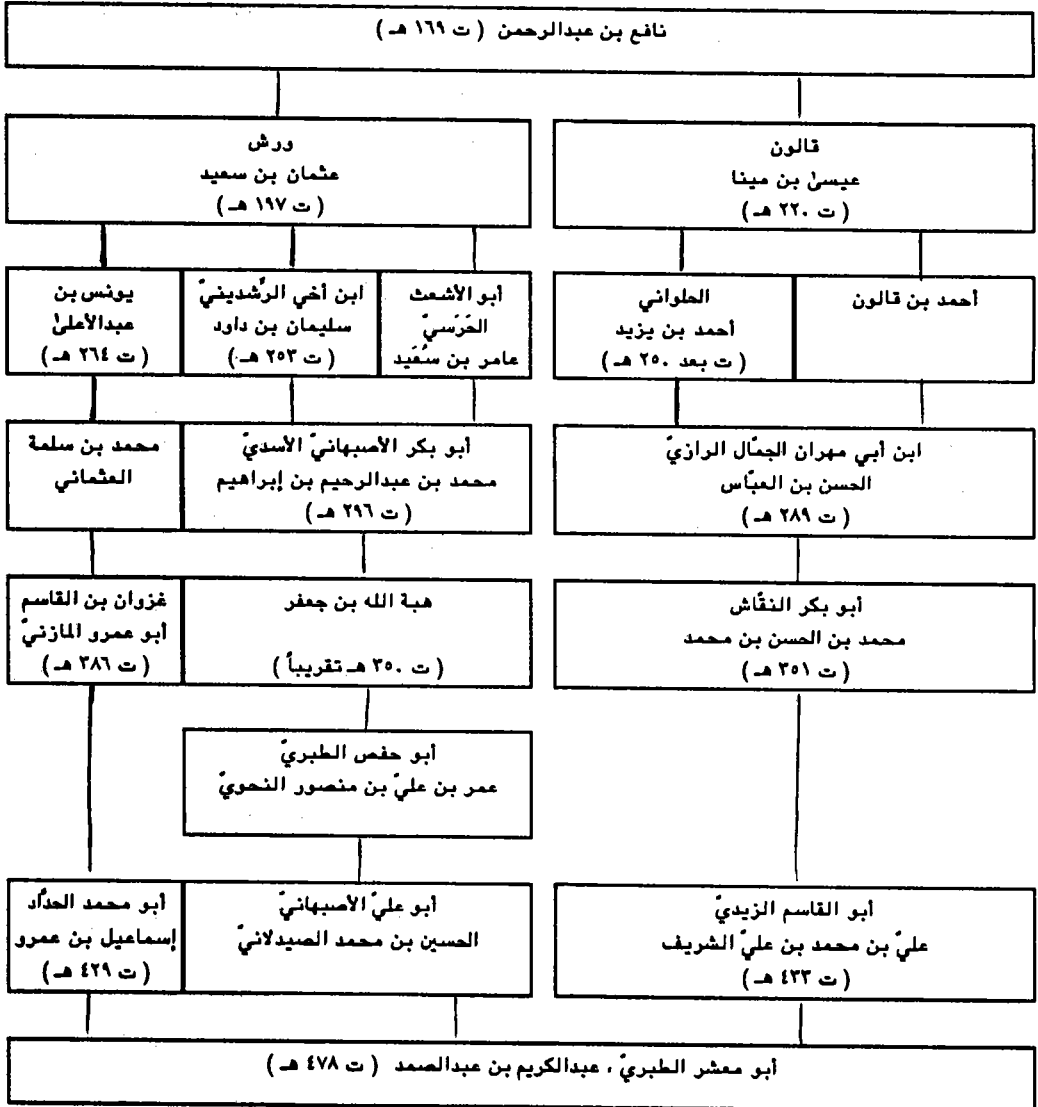 نافع بن عبدالرحمن ( ت ١٦٩ هـ )
قالون
عيسىٰ بن مينا
( ت ٢٢٠ هـ )
ورش
عثمان بن سعيد
( ت ١٩٧ هـ )
أحمد بن قالون
الحلواني
أحمد بن يزيد
( ت بعد ٢٥٠ هـ )
أبو الأشعث
الحَرَسيّ
عامر بن سُعَيد
ابن أخي الرِّشدينيّ
سليمان بن داود
( ت ٢٥٣ هـ )
يونس بن
عبدالأعلىٰ
( ت ٢٦٤ هـ )
ابن أبي مهران الجمّال الرازيّ
الحسن بن العبّاس
( ت ٢٨٩ هـ )
أبو بكر الأصبهانيّ الأسديّ
محمد بن عبدالرحيم بن إبراهيم
( ت ٢٩٦ هـ )
محمد بن سلمة
العثماني
أبو بكر النقّاش
محمد بن الحسن بن محمد
( ت ٣٥١ هـ )
هبة الله بن جعفر
( ت ٣٥٠ هـ تقريباً )
غزوان بن القاسم
أبو عمرو المازنيّ
( ت ٣٨٦ هـ )
أبو حفص الطبريّ
عمر بن عليّ بن منصور النحويّ
أبو القاسم الزيديّ
عليّ بن محمد بن عليّ الشريف
( ت ٤٣٣ هـ )
أبو عليّ الأصبهانيّ
الحسين بن محمد الصيدلانيّ
أبو محمد الحدّاد
إسماعيل بن عمرو
( ت ٤٢٩ هـ )
أبو معشر الطبريّ ، عبدالكريم بن عبدالصمد ( ت ٤٧٨ هـ )